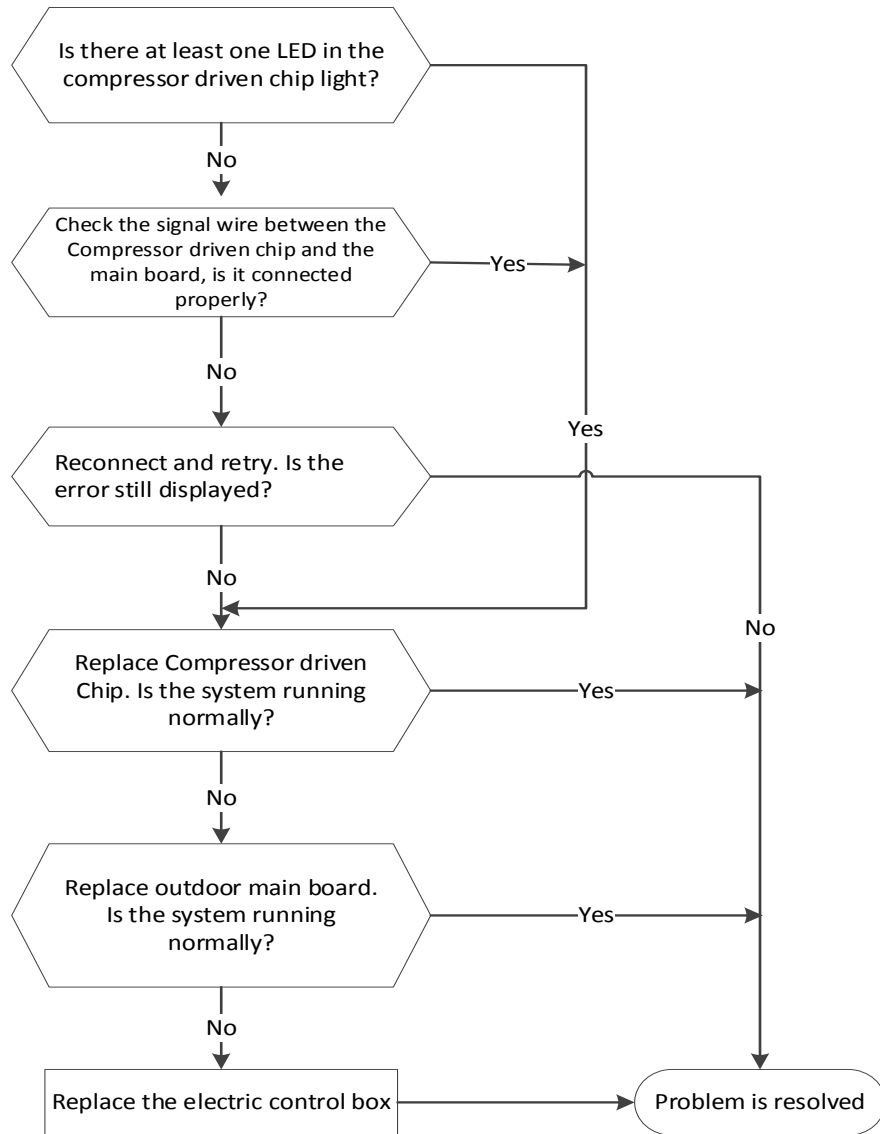 Is there at least one LED in the
compressor driven chip light?
No
Check the signal wire between the
Compressor driven chip and the
main board, is it connected
properly?
Yes
No
Yes
Reconnect and retry. Is the
error still displayed?
No
No
Replace Compressor driven
Chip. Is the system running
normally?
Yes
No
Replace outdoor main board.
Is the system running
normally?
Yes
No
Replace the electric control box
Problem is resolved